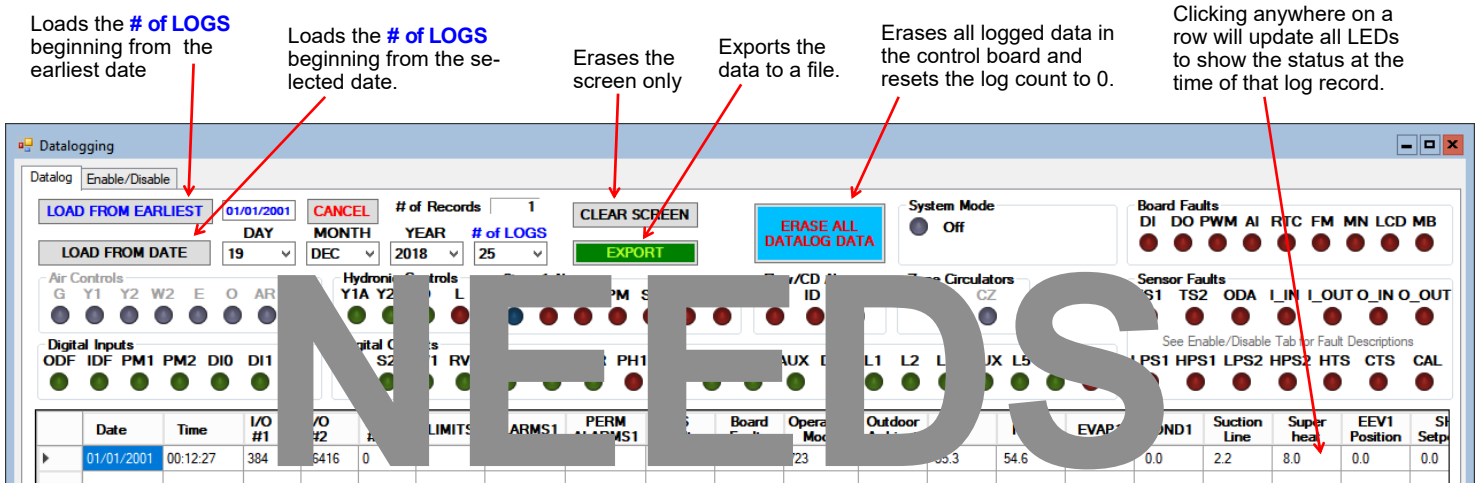 Loads the # of LOGS
beginning from the
earliest date
Loads the # of LOGS
beginning from the se-
lected date.
Erases the
screen only
Exports the
data to a file.
Erases all logged data in
the control board and
resets the log count to 0.
Clicking anywhere on a
row will update all LEDs
to show the status at the
time of that log record.
Datalogging
Datalog Enable/Disable
LOAD FROM EARLIEST 01/01/2001 CANCEL # of Records 1
CLEAR SCREEN
DAY MONTH YEAR # of LOGS
LOAD FROM DATE 19 DEC 2018 25 EXPORT
ERASE ALL
DATALOG DATA
System Mode
Off
Board Faults
DI DO PWM AI RTC FM MN LCD MB
Air Controls
G Y1 Y2 W2 E O AR
Hydronic Controls
Y1A L
ID
Circulators
CZ
Sensor Faults
TS2 ODA I_IN I_OUT O_IN O_OUT
See Enable/Disable Tab for Fault Descriptions
Digital Inputs
ODF IDF PM1 PM2 DI0 DI1
RV
PH1
L1 L2
L5
LPS1 HPS1 LPS2 HPS2 HTS CTS CAL
Date Time I/O #1 LIMITS PERM Board Outdoor Suction Line Super heat EEV1 Position
01/01/2001 00:12:27 384 6416 0 723 54.6 0.0 2.2 8.0 0.0 0.0
NEEDS